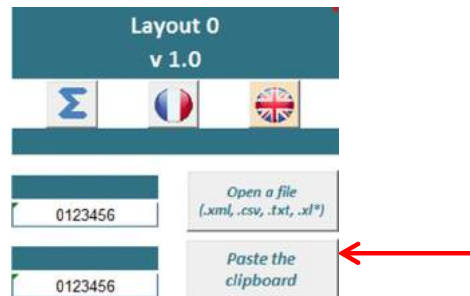 Layout 0
v 1.0
Σ
0123456
Open a file
(.xml, .csv, .txt, .xl*)
0123456
Paste the
clipboard